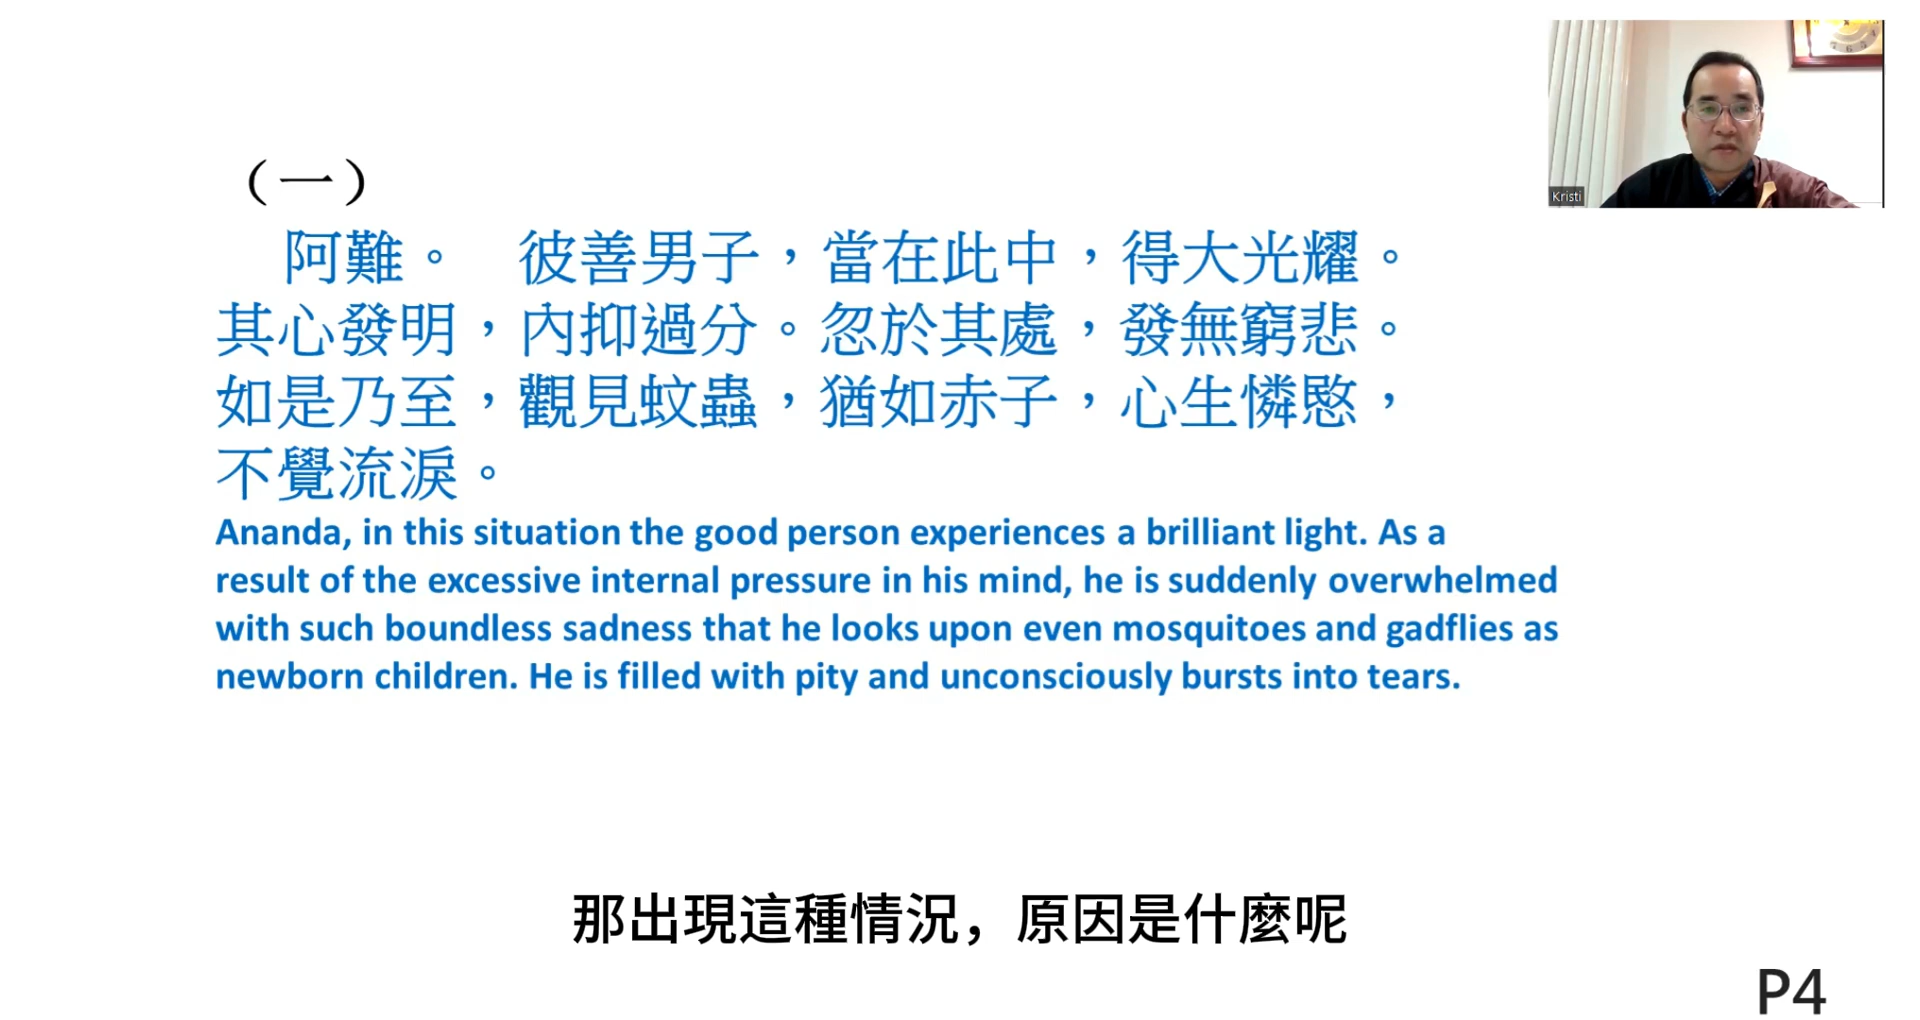 Kristi
（一）
阿難。 彼善男子，當在此中，得大光耀。
其心發明，內抑過分。忽於其處，發無窮悲。
如是乃至，觀見蚊蟲，猶如赤子，心生憐愍，
不覺流淚。
Ananda, in this situation the good person experiences a brilliant light. As a
result of the excessive internal pressure in his mind, he is suddenly overwhelmed
with such boundless sadness that he looks upon even mosquitoes and gadflies as
newborn children. He is filled with pity and unconsciously bursts into tears.
那出現這種情況，原因是什麼呢
P4